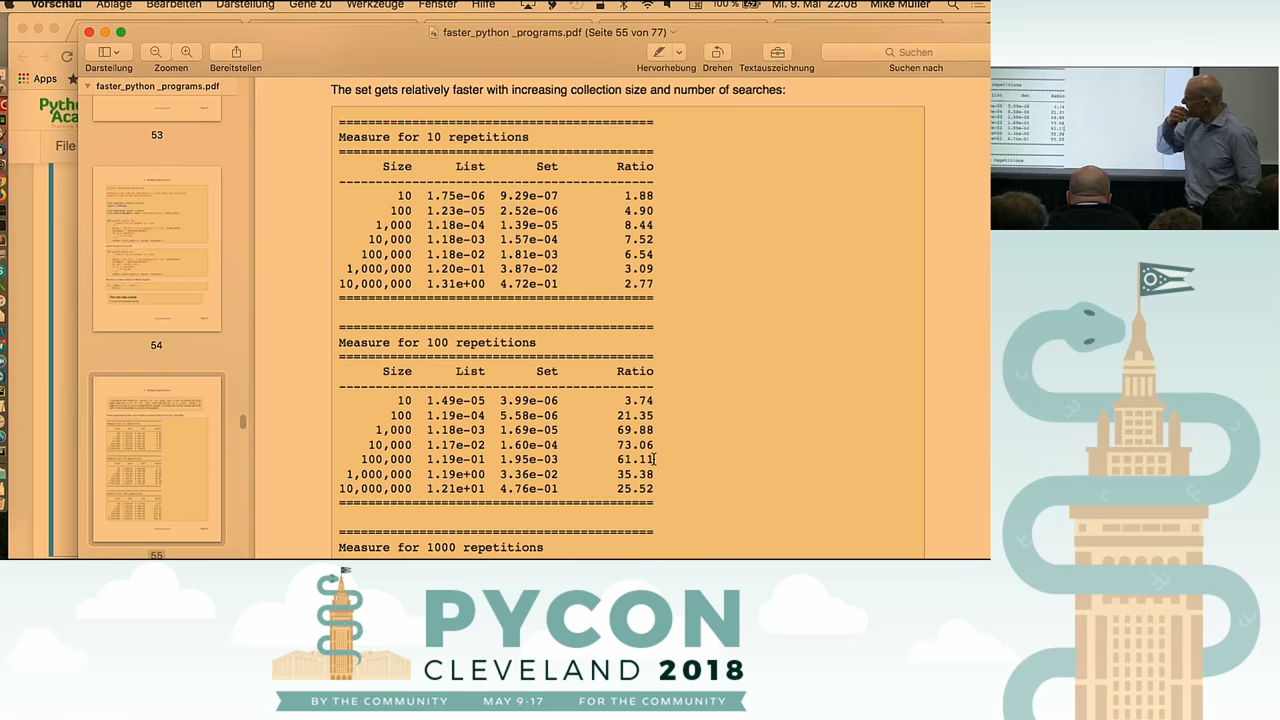 Vorschau Ablage Bearbeiten Darstellung Gehe zu Werkzeuge Fenster Hilfe 100 % Mi. 9. Mai 22:08 Mike Müller
faster_python _programs.pdf (Seite 55 von 77)
Suchen
Darstellung Zoomen Bereitstellen Hervorhebung Drehen Textauszeichnung Suchen nach
Apps
faster_python _programs.pdf
File
53
54
55
The set gets relatively faster with increasing collection size and number of searches:
===========================================
Measure for 10 repetitions
===========================================
Size List Set Ratio
-------------------------------------------
10 1.75e-06 9.29e-07 1.88
100 1.23e-05 2.52e-06 4.90
1,000 1.18e-04 1.39e-05 8.44
10,000 1.18e-03 1.57e-04 7.52
100,000 1.18e-02 1.81e-03 6.54
1,000,000 1.20e-01 3.87e-02 3.09
10,000,000 1.31e+00 4.72e-01 2.77
===========================================
===========================================
Measure for 100 repetitions
===========================================
Size List Set Ratio
-------------------------------------------
10 1.49e-05 3.99e-06 3.74
100 1.19e-04 5.58e-06 21.35
1,000 1.18e-03 1.69e-05 69.88
10,000 1.17e-02 1.60e-04 73.06
100,000 1.19e-01 1.95e-03 61.11
1,000,000 1.19e+00 3.36e-02 35.38
10,000,000 1.21e+01 4.76e-01 25.52
===========================================
===========================================
Measure for 1000 repetitions
PYCON
CLEVELAND 2018
BY THE COMMUNITY MAY 9-17 FOR THE COMMUNITY